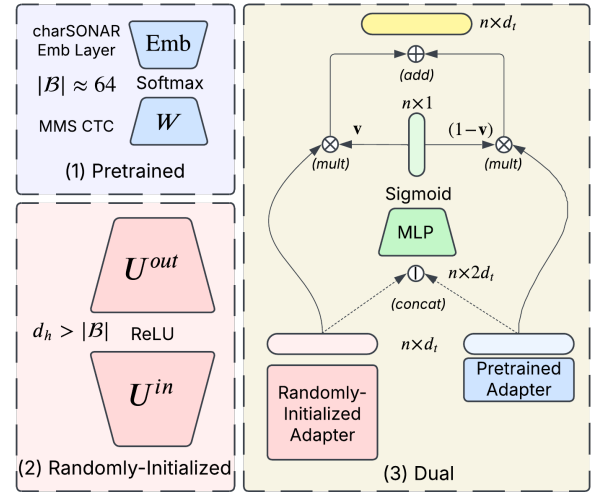 charSONAR
Emb Layer
Emb
|𝓑| ≈ 64
Softmax
MMS CTC
W
(1) Pretrained
U^out
d_h > |𝓑|
ReLU
U^in
(2) Randomly-Initialized
n×d_t
(add)
n×1
v
(1−v)
(mult)
(mult)
Sigmoid
MLP
n×2d_t
(concat)
n×d_t
Randomly-
Initialized
Adapter
Pretrained
Adapter
(3) Dual